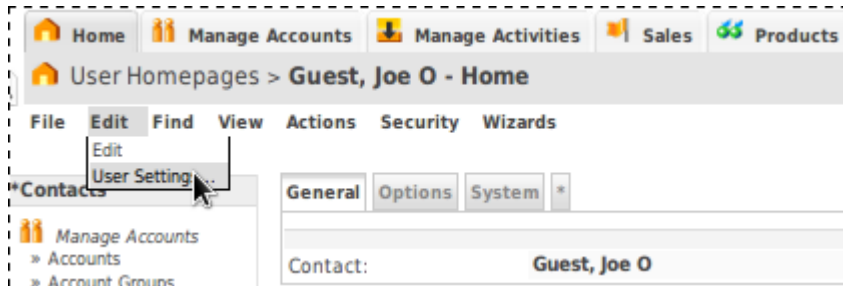 Home Manage Accounts Manage Activities Sales Products
User Homepages > Guest, Joe O - Home
File Edit Find View Actions Security Wizards
Edit
User Setting...
*Contacts
General Options System *
Manage Accounts
» Accounts
» Account Groups
Contact: Guest, Joe O